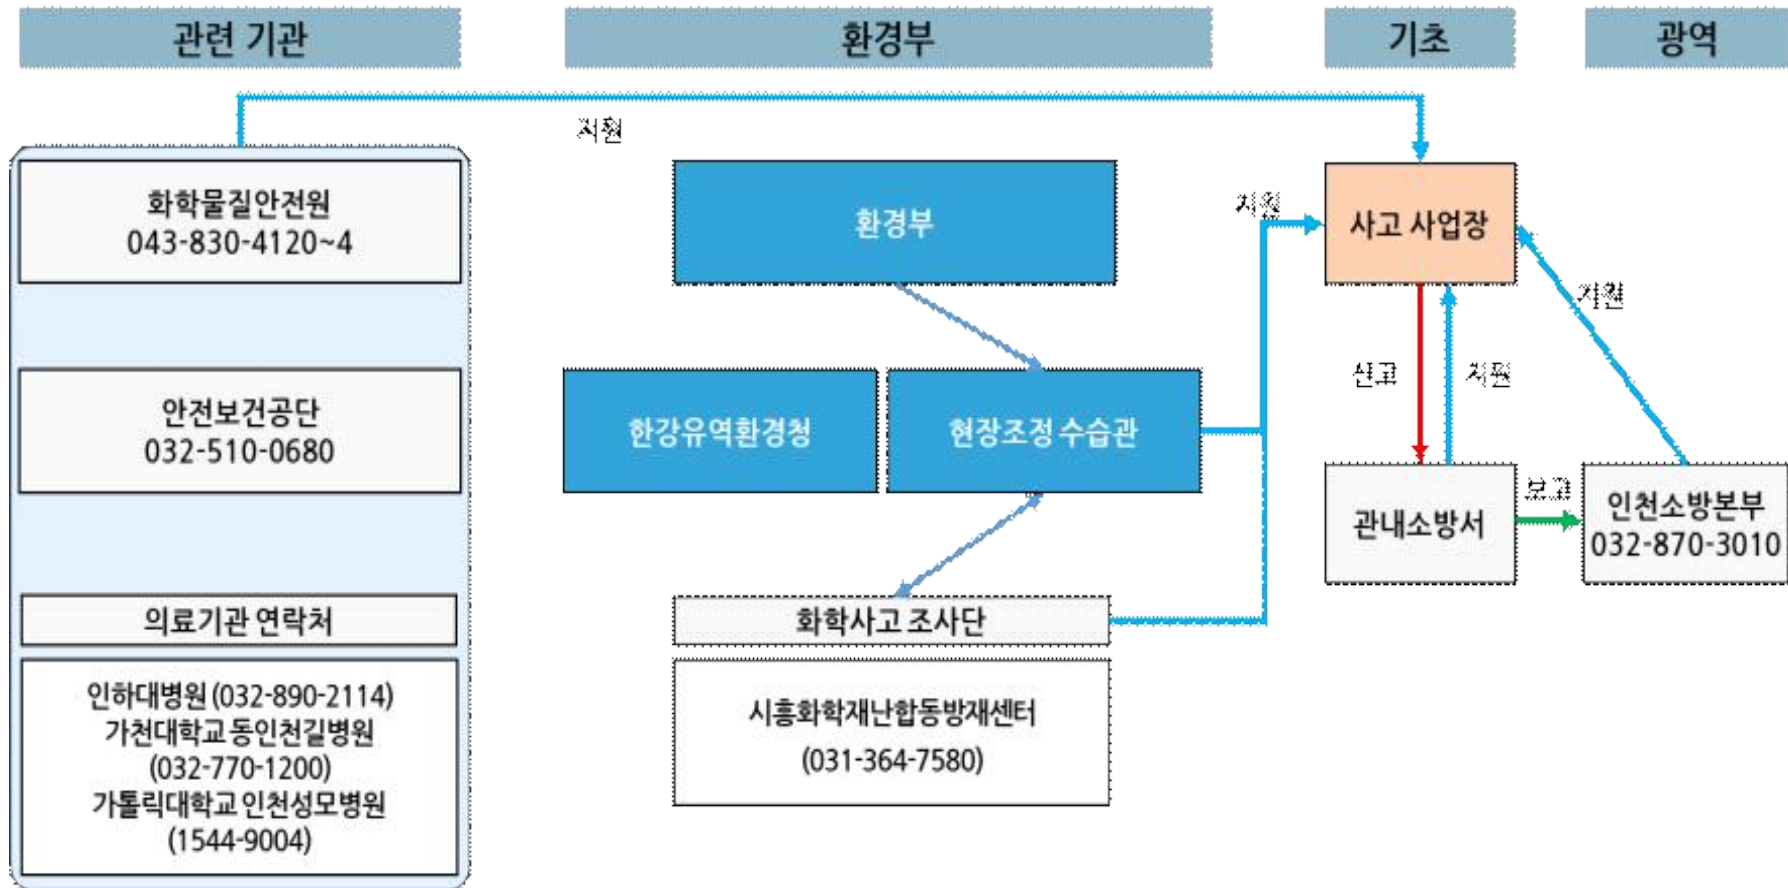 관련 기관
환경부
기초
광역
지원
화학물질안전원
043-830-4120~4
환경부
지원
사고 사업장
지원
안전보건공단
032-510-0680
한강유역환경청
현장조정 수습관
신고
지원
관내소방서
보고
인천소방본부
032-870-3010
의료기관 연락처
화학사고 조사단
인하대병원 (032-890-2114)
가천대학교 동인천길병원
(032-770-1200)
가톨릭대학교 인천성모병원
(1544-9004)
시흥화학재난합동방재센터
(031-364-7580)